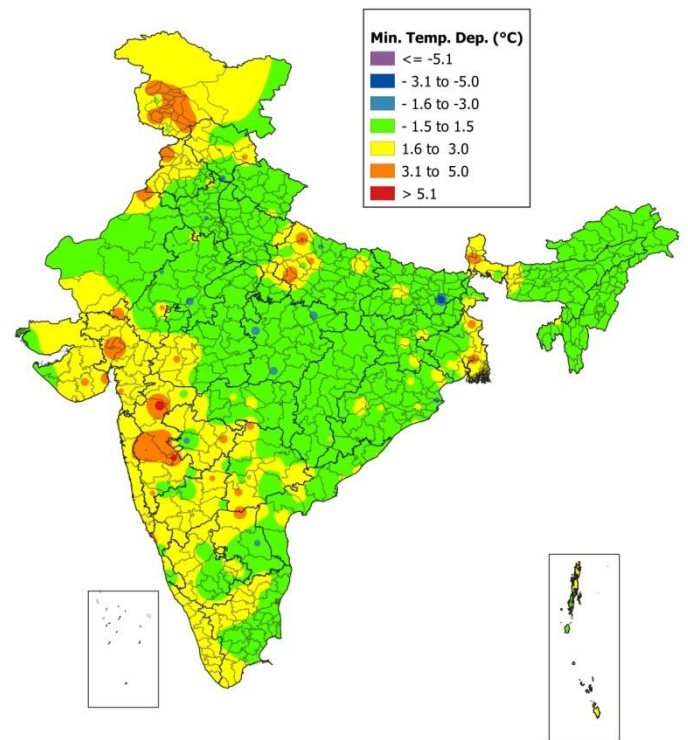 Min. Temp. Dep. (°C)
<= -5.1
- 3.1 to -5.0
- 1.6 to -3.0
- 1.5 to 1.5
1.6 to 3.0
3.1 to 5.0
> 5.1